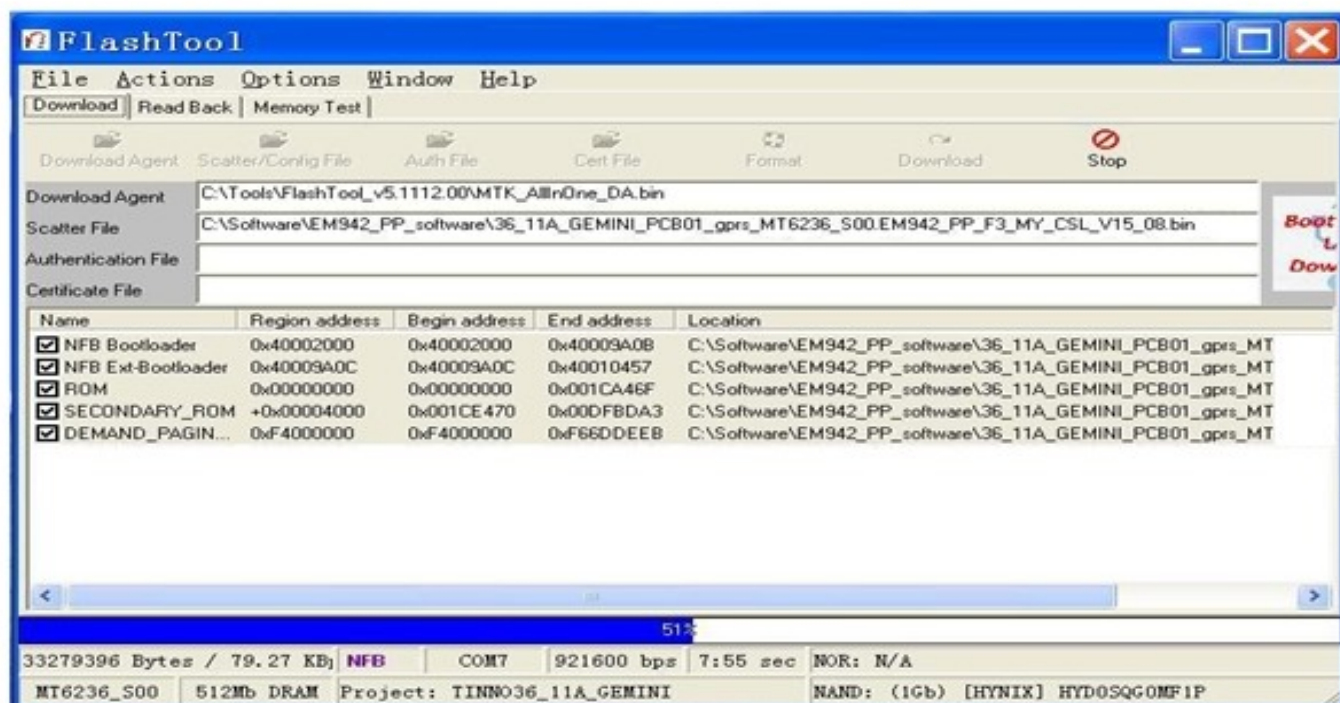 FlashTool
File Actions Options Window Help
Download Read Back Memory Test
Download Agent Scatter/Config File Auth File Cert File Format Download Stop
Download Agent C:\Tools\FlashTool_v5.1112.00\MTK_AllInOne_DA.bin
Scatter File C:\Software\EM942_PP_software\36_11A_GEMINI_PCB01_gprs_MT6236_S00.EM942_PP_F3_MY_CSL_V15_08.bin
Authentication File
Certificate File
Boot
L
Dow
Name Region address Begin address End address Location
NFB Bootloader 0x40002000 0x40002000 0x40009A0B C:\Software\EM942_PP_software\36_11A_GEMINI_PCB01_gprs_MT
NFB Ext-Bootloader 0x40009A0C 0x40009A0C 0x40010457 C:\Software\EM942_PP_software\36_11A_GEMINI_PCB01_gprs_MT
ROM 0x00000000 0x00000000 0x001CA46F C:\Software\EM942_PP_software\36_11A_GEMINI_PCB01_gprs_MT
SECONDARY_ROM +0x00004000 0x001CE470 0x00DFBDA3 C:\Software\EM942_PP_software\36_11A_GEMINI_PCB01_gprs_MT
DEMAND_PAGIN... 0xF4000000 0xF4000000 0xF66DDEEB C:\Software\EM942_PP_software\36_11A_GEMINI_PCB01_gprs_MT
51%
33279396 Bytes / 79.27 KB NFB COM7 921600 bps 7:55 sec NOR: N/A
MT6236_S00 512Mb DRAM Project: TINNO36_11A_GEMINI NAND: (1Gb) [HYNIX] HYD0SQG0MF1P